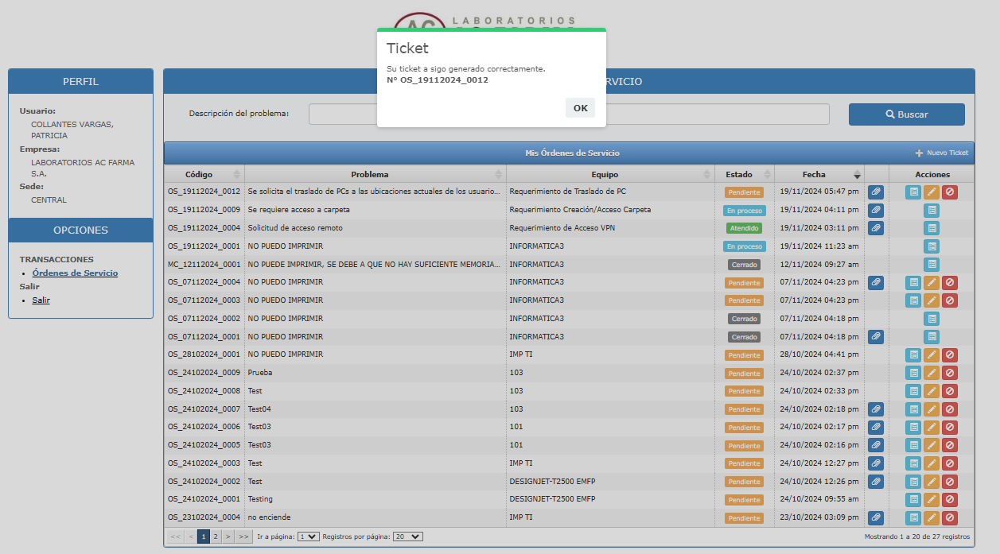 LABORATORIOS
Ticket
Su ticket a sigo generado correctamente.
N° OS_19112024_0012
OK
PERFIL
Usuario:
COLLANTES VARGAS,
PATRICIA
Empresa:
LABORATORIOS AC FARMA
S.A.
Sede:
CENTRAL
OPCIONES
TRANSACCIONES
Órdenes de Servicio
Salir
Salir
RVICIO
Descripción del problema:
Buscar
Mis Órdenes de Servicio
Nuevo Ticket
Código Problema Equipo Estado Fecha Acciones
OS_19112024_0012 Se solicita el traslado de PCs a las ubicaciones actuales de los usuario... Requerimiento de Traslado de PC Pendiente 19/11/2024 05:47 pm
OS_19112024_0009 Se requiere acceso a carpeta Requerimiento Creación/Acceso Carpeta En proceso 19/11/2024 04:11 pm
OS_19112024_0004 Solicitud de acceso remoto Requerimiento de Acceso VPN Atendido 19/11/2024 03:11 pm
OS_19112024_0001 NO PUEDO IMPRIMIR INFORMATICA3 En proceso 19/11/2024 11:23 am
MC_12112024_0001 NO PUEDE IMPRIMIR, SE DEBE A QUE NO HAY SUFICIENTE MEMORIA... INFORMATICA3 Cerrado 12/11/2024 09:27 am
OS_07112024_0004 NO PUEDO IMPRIMIR INFORMATICA3 Pendiente 07/11/2024 04:23 pm
OS_07112024_0003 NO PUEDO IMPRIMIR INFORMATICA3 Pendiente 07/11/2024 04:23 pm
OS_07112024_0002 NO PUEDO IMPRIMIR INFORMATICA3 Cerrado 07/11/2024 04:18 pm
OS_07112024_0001 NO PUEDO IMPRIMIR INFORMATICA3 Cerrado 07/11/2024 04:18 pm
OS_28102024_0001 NO PUEDO IMPRIMIR IMP TI Pendiente 28/10/2024 04:41 pm
OS_24102024_0009 Prueba 103 Pendiente 24/10/2024 02:37 pm
OS_24102024_0008 Test 103 Pendiente 24/10/2024 02:33 pm
OS_24102024_0007 Test04 103 Pendiente 24/10/2024 02:18 pm
OS_24102024_0006 Test03 101 Pendiente 24/10/2024 02:17 pm
OS_24102024_0005 Test03 101 Pendiente 24/10/2024 02:16 pm
OS_24102024_0003 Test IMP TI Pendiente 24/10/2024 12:27 pm
OS_24102024_0002 Test DESIGNJET-T2500 EMFP Pendiente 24/10/2024 12:26 pm
OS_24102024_0001 Testing DESIGNJET-T2500 EMFP Pendiente 24/10/2024 09:55 am
OS_23102024_0004 no enciende IMP TI Pendiente 23/10/2024 03:09 pm
<< < 1 2 > >> Ir a página: 1 Registros por página: 20 Mostrando 1 a 20 de 27 registros